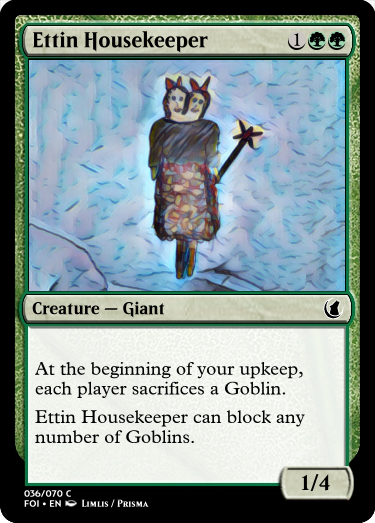 Ettin Housekeeper 1
Creature — Giant
At the beginning of your upkeep,
each player sacrifices a Goblin.
Ettin Housekeeper can block any
number of Goblins.
1/4
036/070 C
FOI • EN Limlis / Prisma